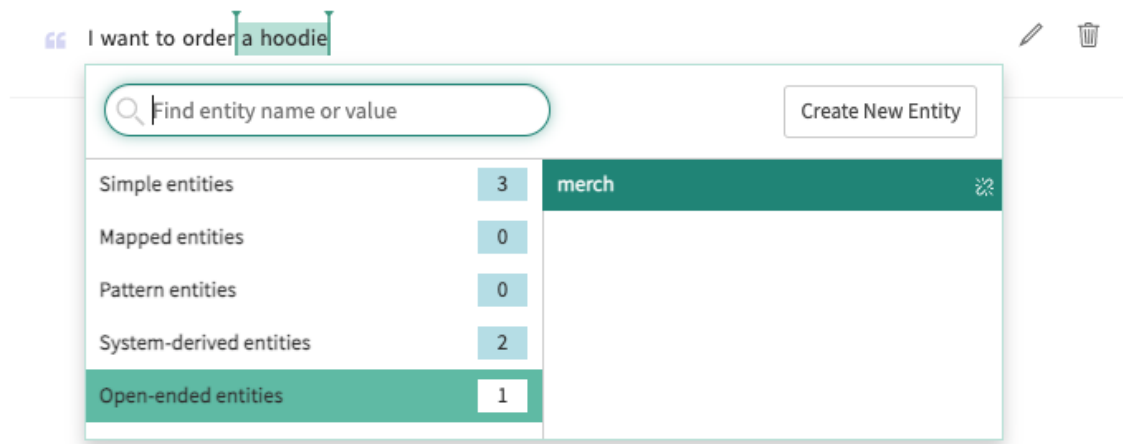 I want to order a hoodie
Find entity name or value
Create New Entity
Simple entities 3
merch
Mapped entities 0
Pattern entities 0
System-derived entities 2
Open-ended entities 1